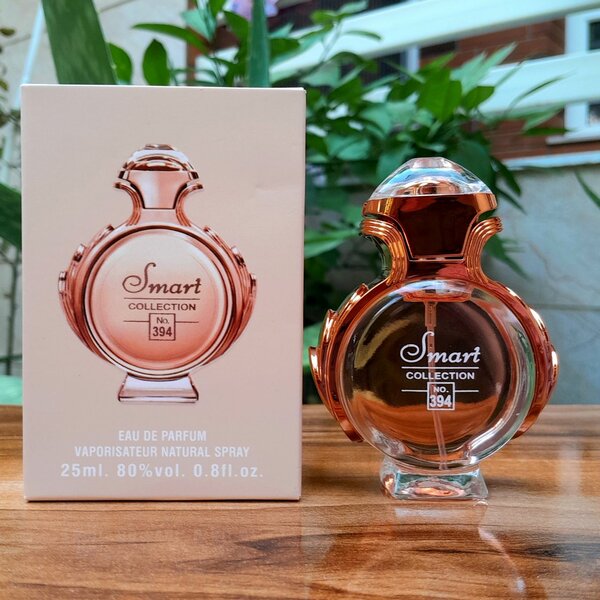 Smart
COLLECTION
No.
394
EAU DE PARFUM
VAPORISATEUR NATURAL SPRAY
25ml. 80%vol. 0.8fl.oz.
Smart
COLLECTION
NO.
394